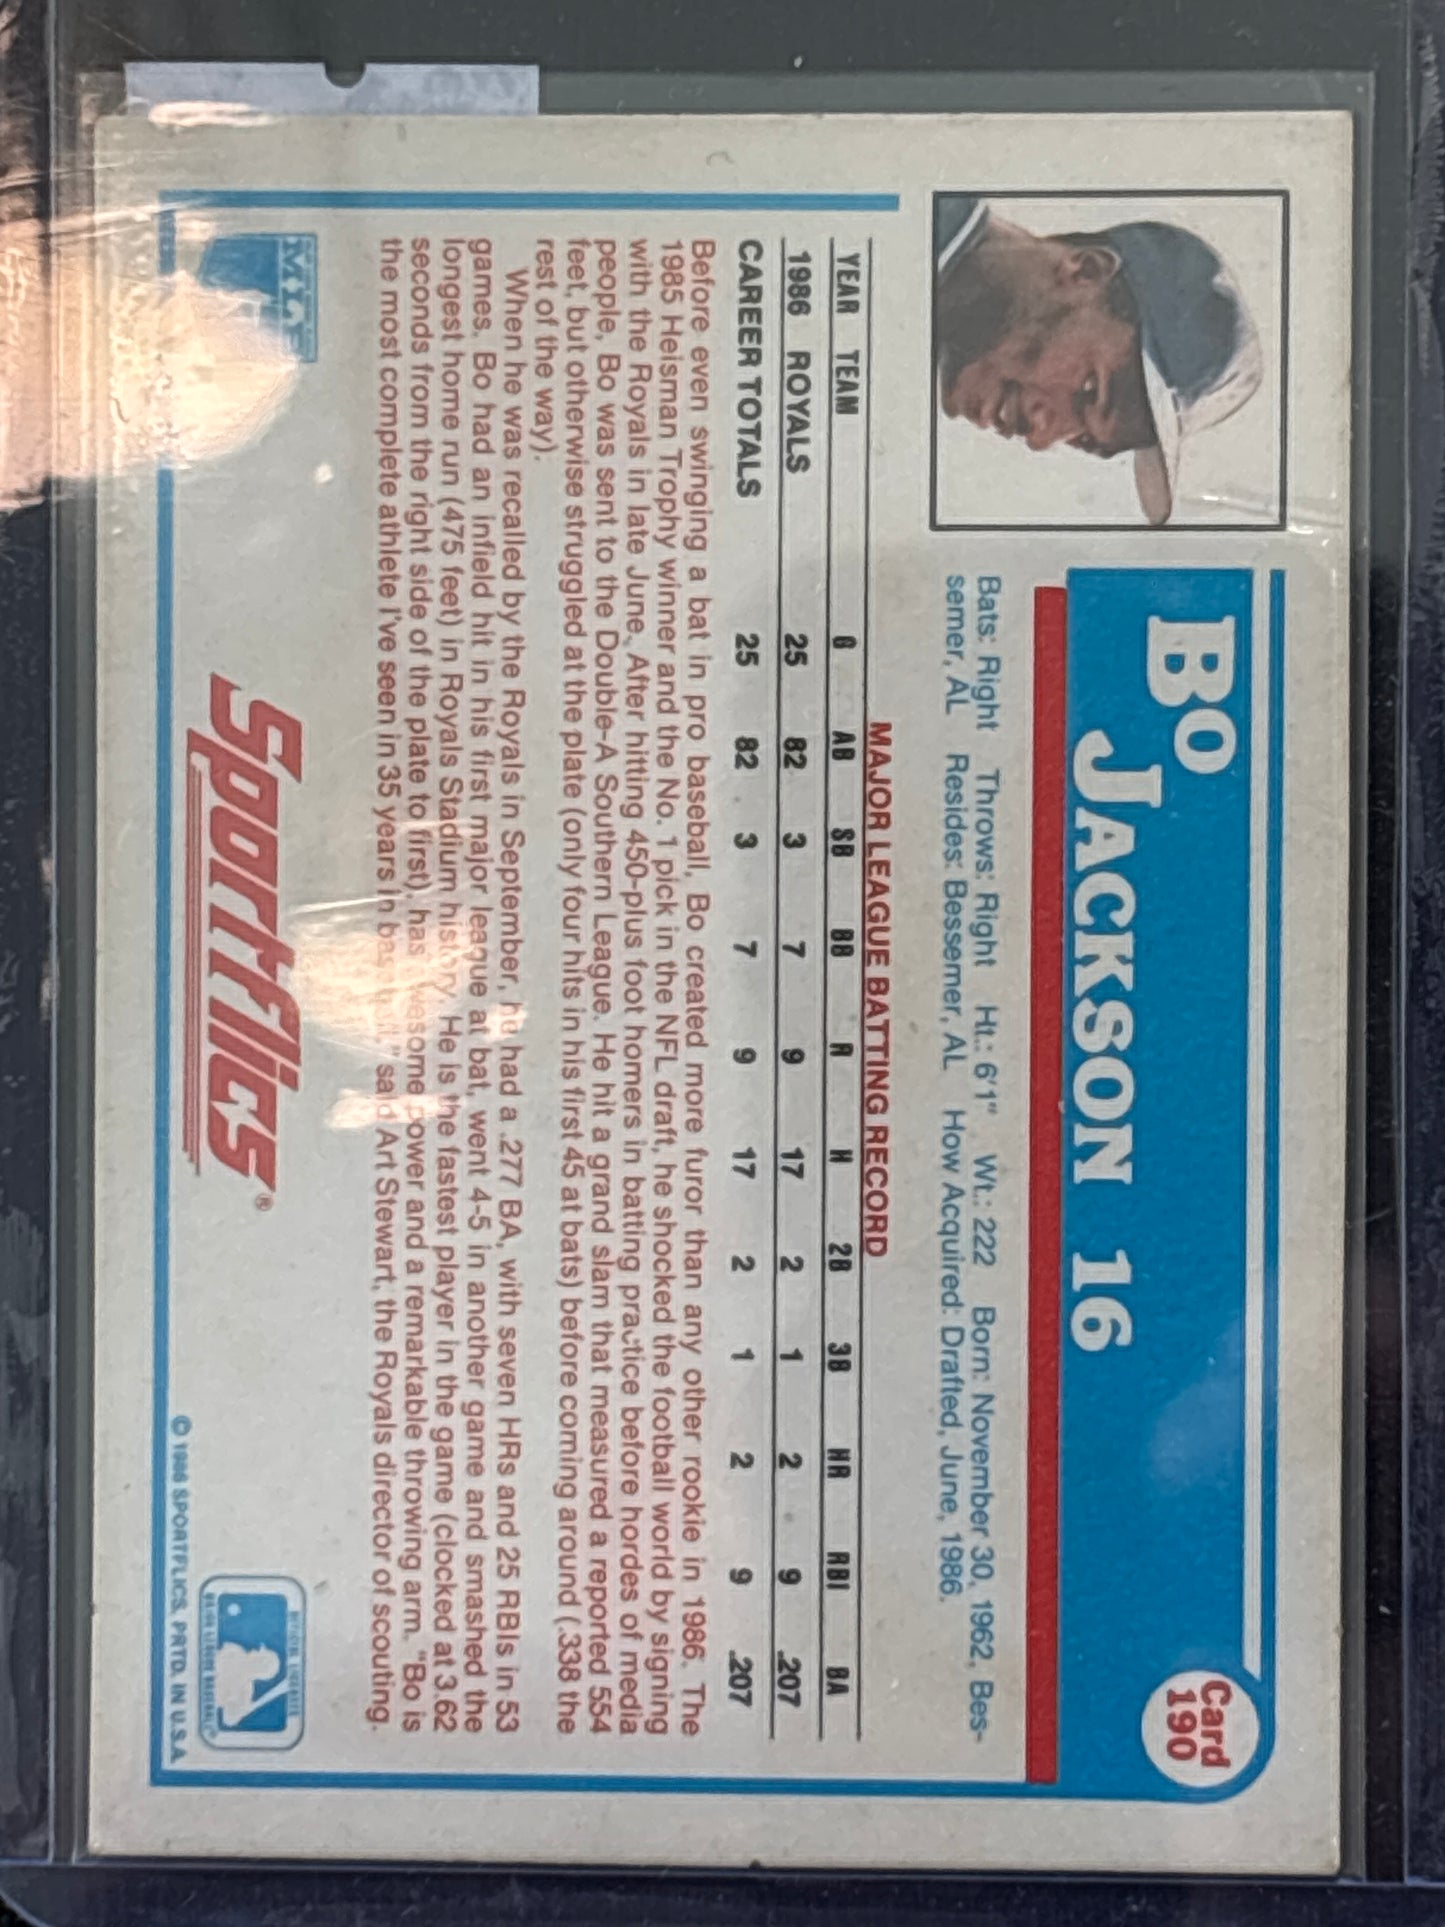 BO
JACKSON 16
Card
190
Bats: Right Throws: Right Ht.: 6'1" Wt.: 222 Born: November 30, 1962, Bes-
semer, AL Resides: Bessemer, AL How Acquired: Drafted, June, 1986.
MAJOR LEAGUE BATTING RECORD
YEAR TEAM G AB SB BB R H 2B 3B HR RBI BA
1986 ROYALS 25 82 3 7 9 17 2 1 2 9 .207
CAREER TOTALS 25 82 3 7 9 17 2 1 2 9 .207
Before even swinging a bat in pro baseball, Bo created more furor than any other rookie in 1986. The
1985 Heisman Trophy winner and the No. 1 pick in the NFL draft, he shocked the football world by signing
with the Royals in late June. After hitting 450-plus foot homers in batting practice before hordes of media
people, Bo was sent to the Double-A Southern League. He hit a grand slam that measured a reported 554
feet, but otherwise struggled at the plate (only four hits in his first 45 at bats) before coming around (.338 the
rest of the way).
When he was recalled by the Royals in September, he had a .277 BA, with seven HRs and 25 RBIs in 53
games. Bo had an infield hit in his first major league at bat, went 4-5 in another game and smashed the
longest home run (475 feet) in Royals Stadium history. He is the fastest player in the game (clocked at 3.62
seconds from the right side of the plate to first), has awesome power and a remarkable throwing arm. "Bo is
the most complete athlete I've seen in 35 years in baseball," said Art Stewart, the Royals director of scouting.
Sportflics®
© 1986 SPORTFLICS, PRTD. IN U.S.A.